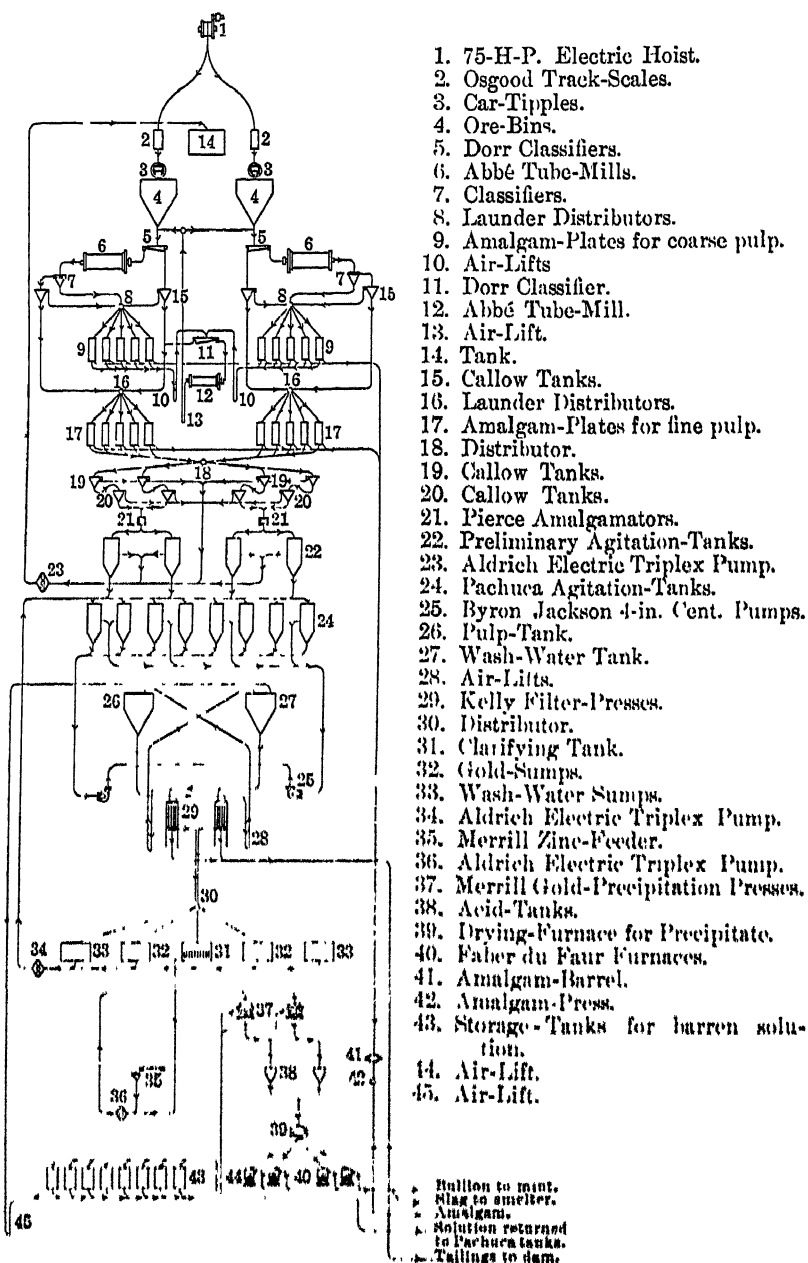 1. 75-H-P. Electric Hoist.
2. Osgood Track-Scales.
3. Car-Tipples.
4. Ore-Bins.
5. Dorr Classifiers.
6. Abbé Tube-Mills.
7. Classifiers.
8. Launder Distributors.
9. Amalgam-Plates for coarse pulp.
10. Air-Lifts
11. Dorr Classifier.
12. Abbé Tube-Mill.
13. Air-Lift.
14. Tank.
15. Callow Tanks.
16. Launder Distributors.
17. Amalgam-Plates for fine pulp.
18. Distributor.
19. Callow Tanks.
20. Callow Tanks.
21. Pierce Amalgamators.
22. Preliminary Agitation-Tanks.
23. Aldrich Electric Triplex Pump.
24. Pachuca Agitation-Tanks.
25. Byron Jackson 4-in. Cent. Pumps.
26. Pulp-Tank.
27. Wash-Water Tank.
28. Air-Lifts.
29. Kelly Filter-Presses.
30. Distributor.
31. Clarifying Tank.
32. Gold-Sumps.
33. Wash-Water Sumps.
34. Aldrich Electric Triplex Pump.
35. Merrill Zinc-Feeder.
36. Aldrich Electric Triplex Pump.
37. Merrill Gold-Precipitation Presses.
38. Acid-Tanks.
39. Drying-Furnace for Precipitate.
40. Faber du Faur Furnaces.
41. Amalgam-Barrel.
42. Amalgam-Press.
43. Storage-Tanks for barren solu-
tion.
44. Air-Lift.
45. Air-Lift.
1
2 14 2
3 3
4 4
5 5
6 6
7 7
8 15 8 15
9 11 9
10 12 10
13
16 16
17 17
18
19 19
20 20
21 21
22
23
24
26 27
25
29
28
30
34 33 32 31 32 33
37
41
35 38 42
36
39
43 44 40
45
Bullion to mint.
Slag to smelter.
Amalgam.
Solution returned
to Pachuca tanks.
Tailings to dam.